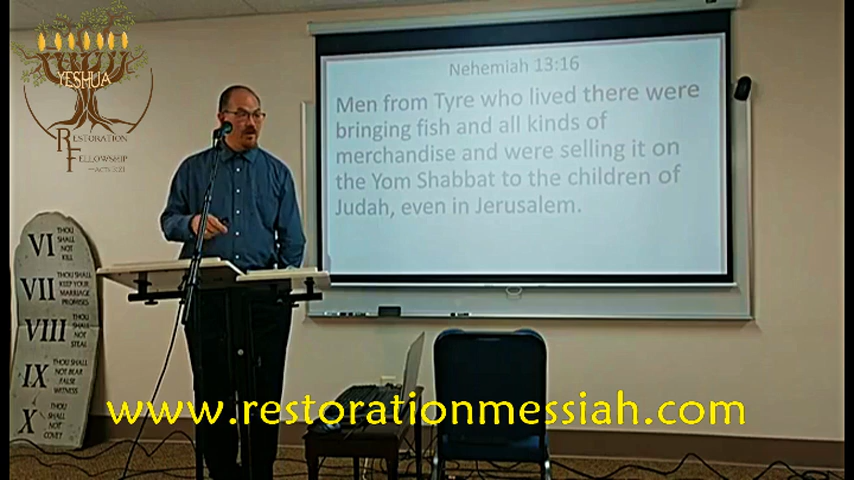 YESHUA
RESTORATION
FELLOWSHIP
Nehemiah 13:16
Men from Tyre who lived there were
bringing fish and all kinds of
merchandise and were selling it on
the Yom Shabbat to the children of
Judah, even in Jerusalem.
VI THOU
SHALL
NOT
KILL
VII THOU SHALL
KEEP YOUR
MARRIAGE
PROMISES
VIII THOU
SHALL
NOT
STEAL
IX THOU SHALL
NOT BEAR
FALSE
WITNESS
X THOU
SHALL
NOT
COVET
www.restorationmessiah.com